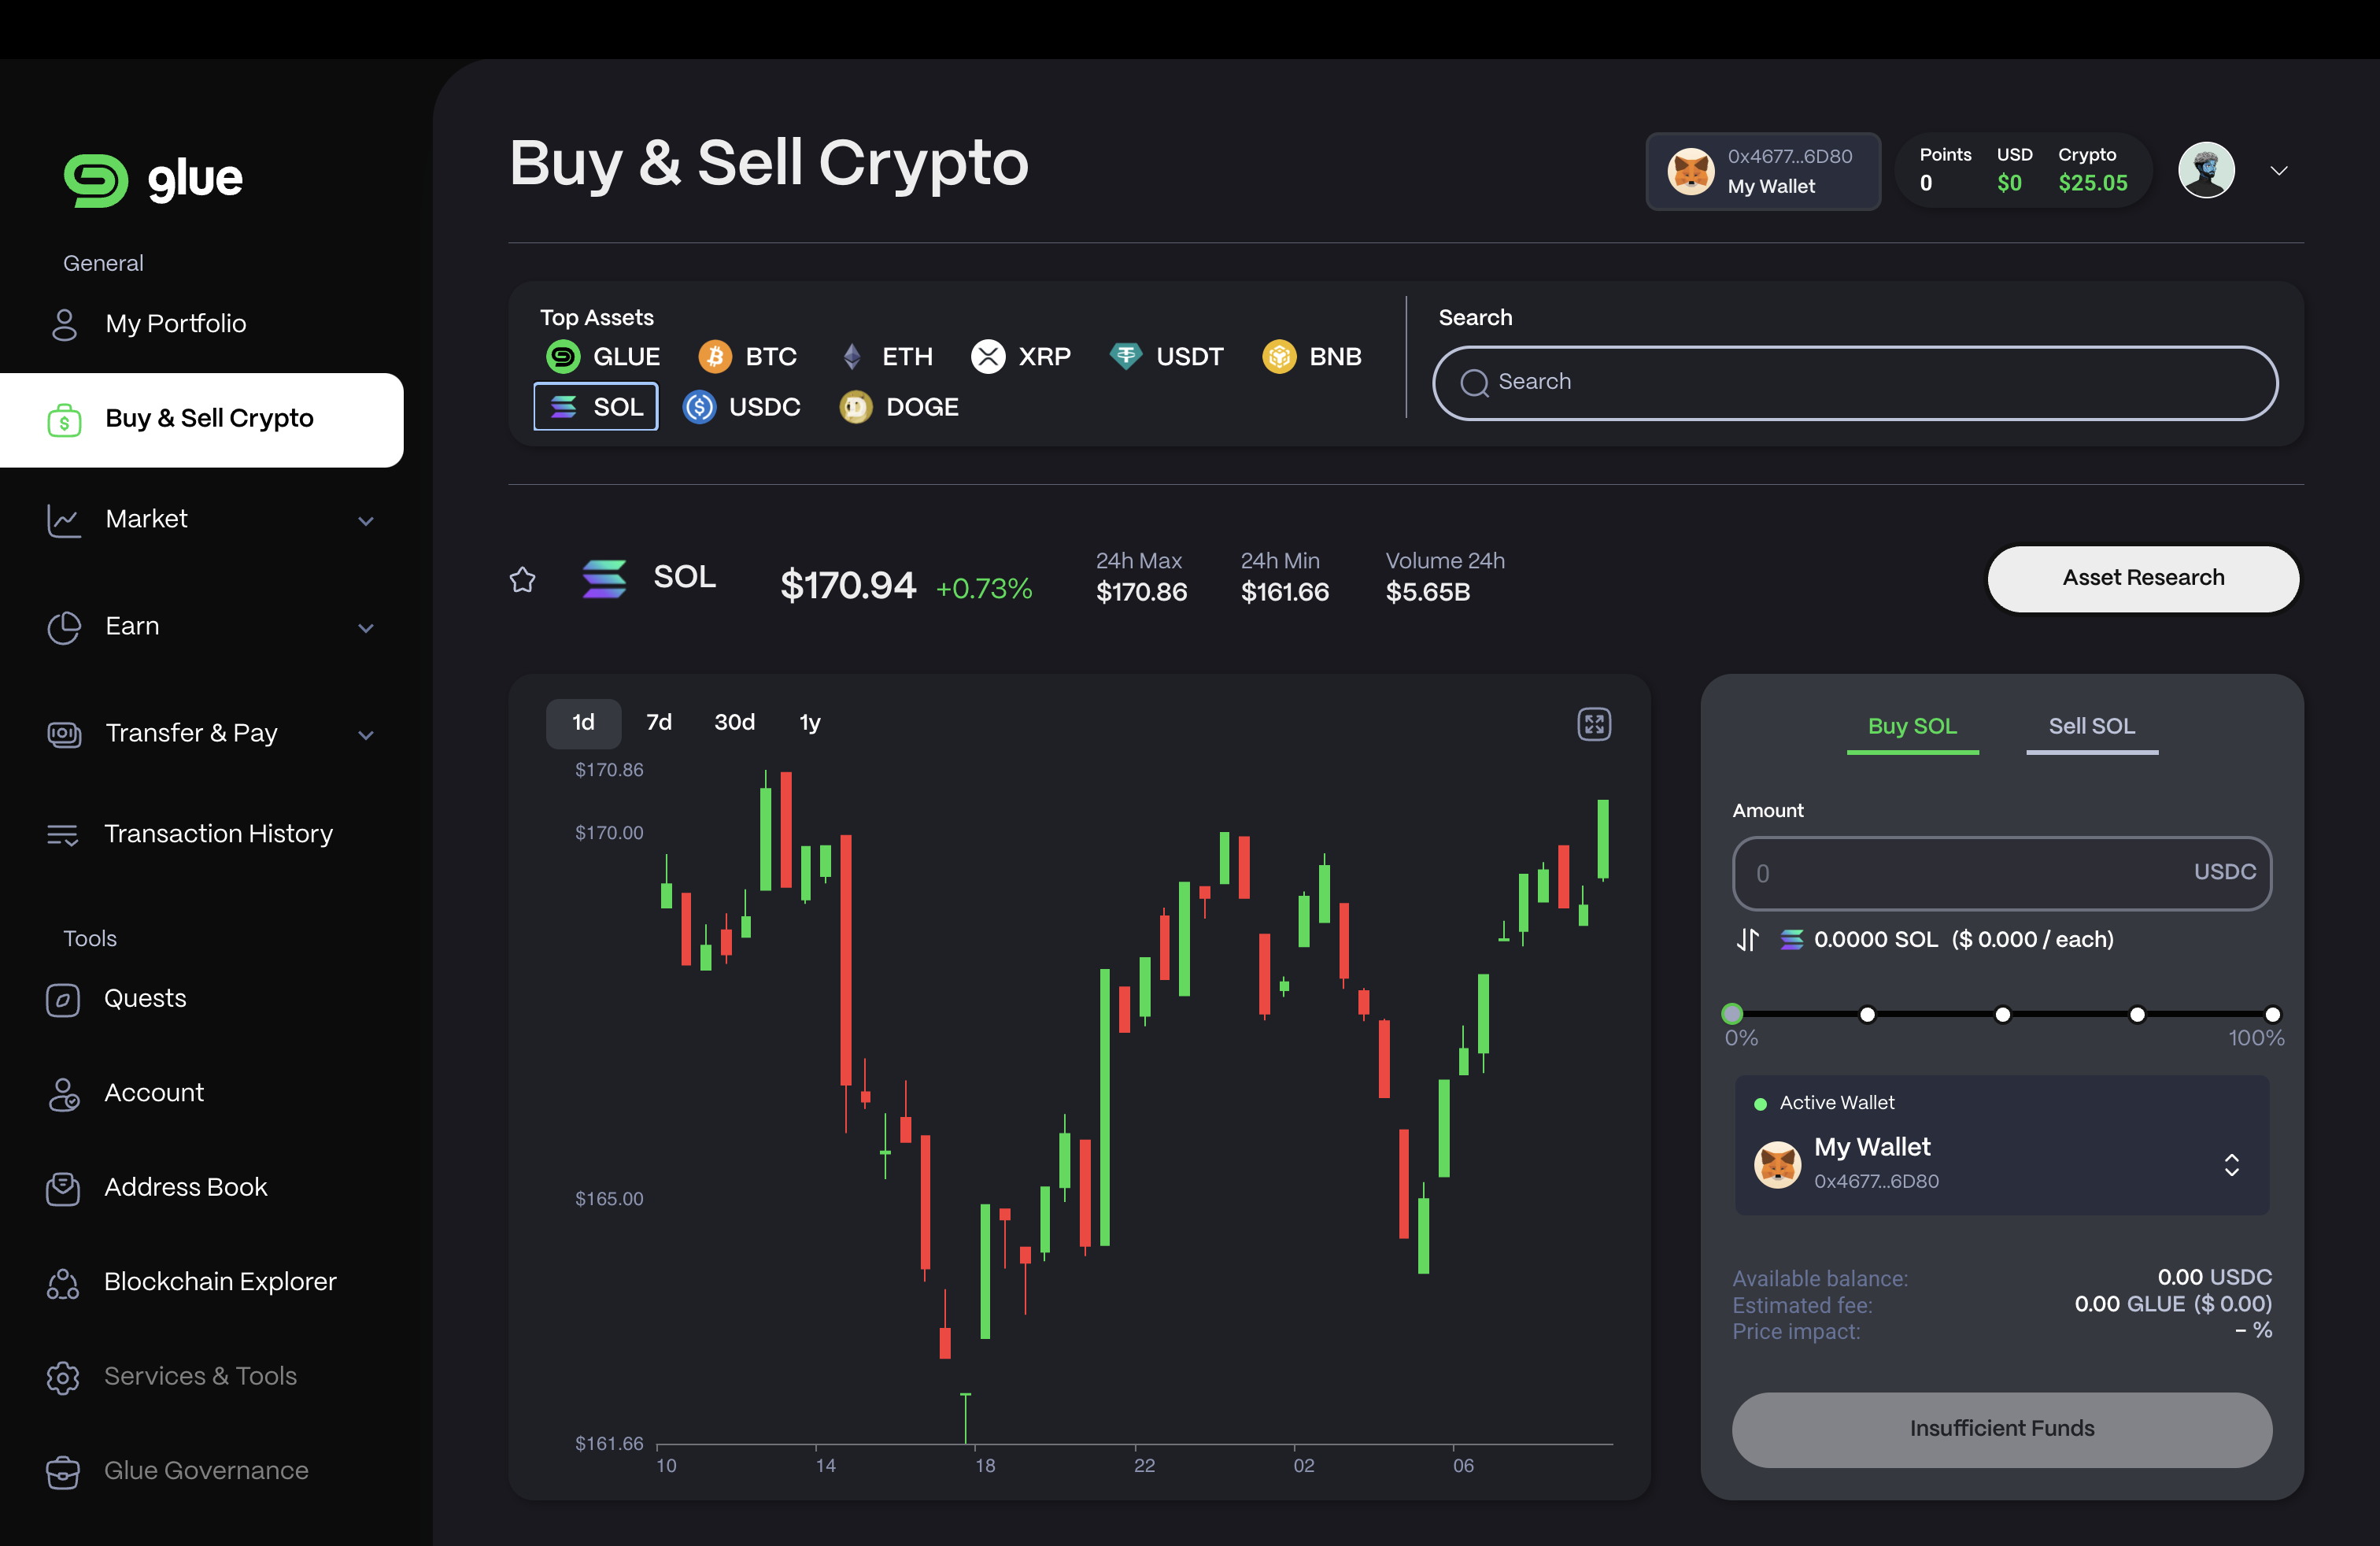 glue
General
My Portfolio
Buy & Sell Crypto
Market
Earn
Transfer & Pay
Transaction History
Tools
Quests
Account
Address Book
Blockchain Explorer
Services & Tools
Glue Governance
Buy & Sell Crypto
0x4677...6D80
My Wallet
Points USD Crypto
0 $0 $25.05
Top Assets
GLUE BTC ETH XRP USDT BNB
SOL USDC DOGE
Search
Search
SOL $170.94 +0.73%
24h Max 24h Min Volume 24h
$170.86 $161.66 $5.65B
Asset Research
1d 7d 30d 1y
$170.86
$170.00
$165.00
$161.66
10 14 18 22 02 06
Buy SOL Sell SOL
Amount
0 USDC
0.0000 SOL ($ 0.000 / each)
0% 100%
Active Wallet
My Wallet
0x4677...6D80
Available balance: 0.00 USDC
Estimated fee: 0.00 GLUE ($ 0.00)
Price impact: - %
Insufficient Funds